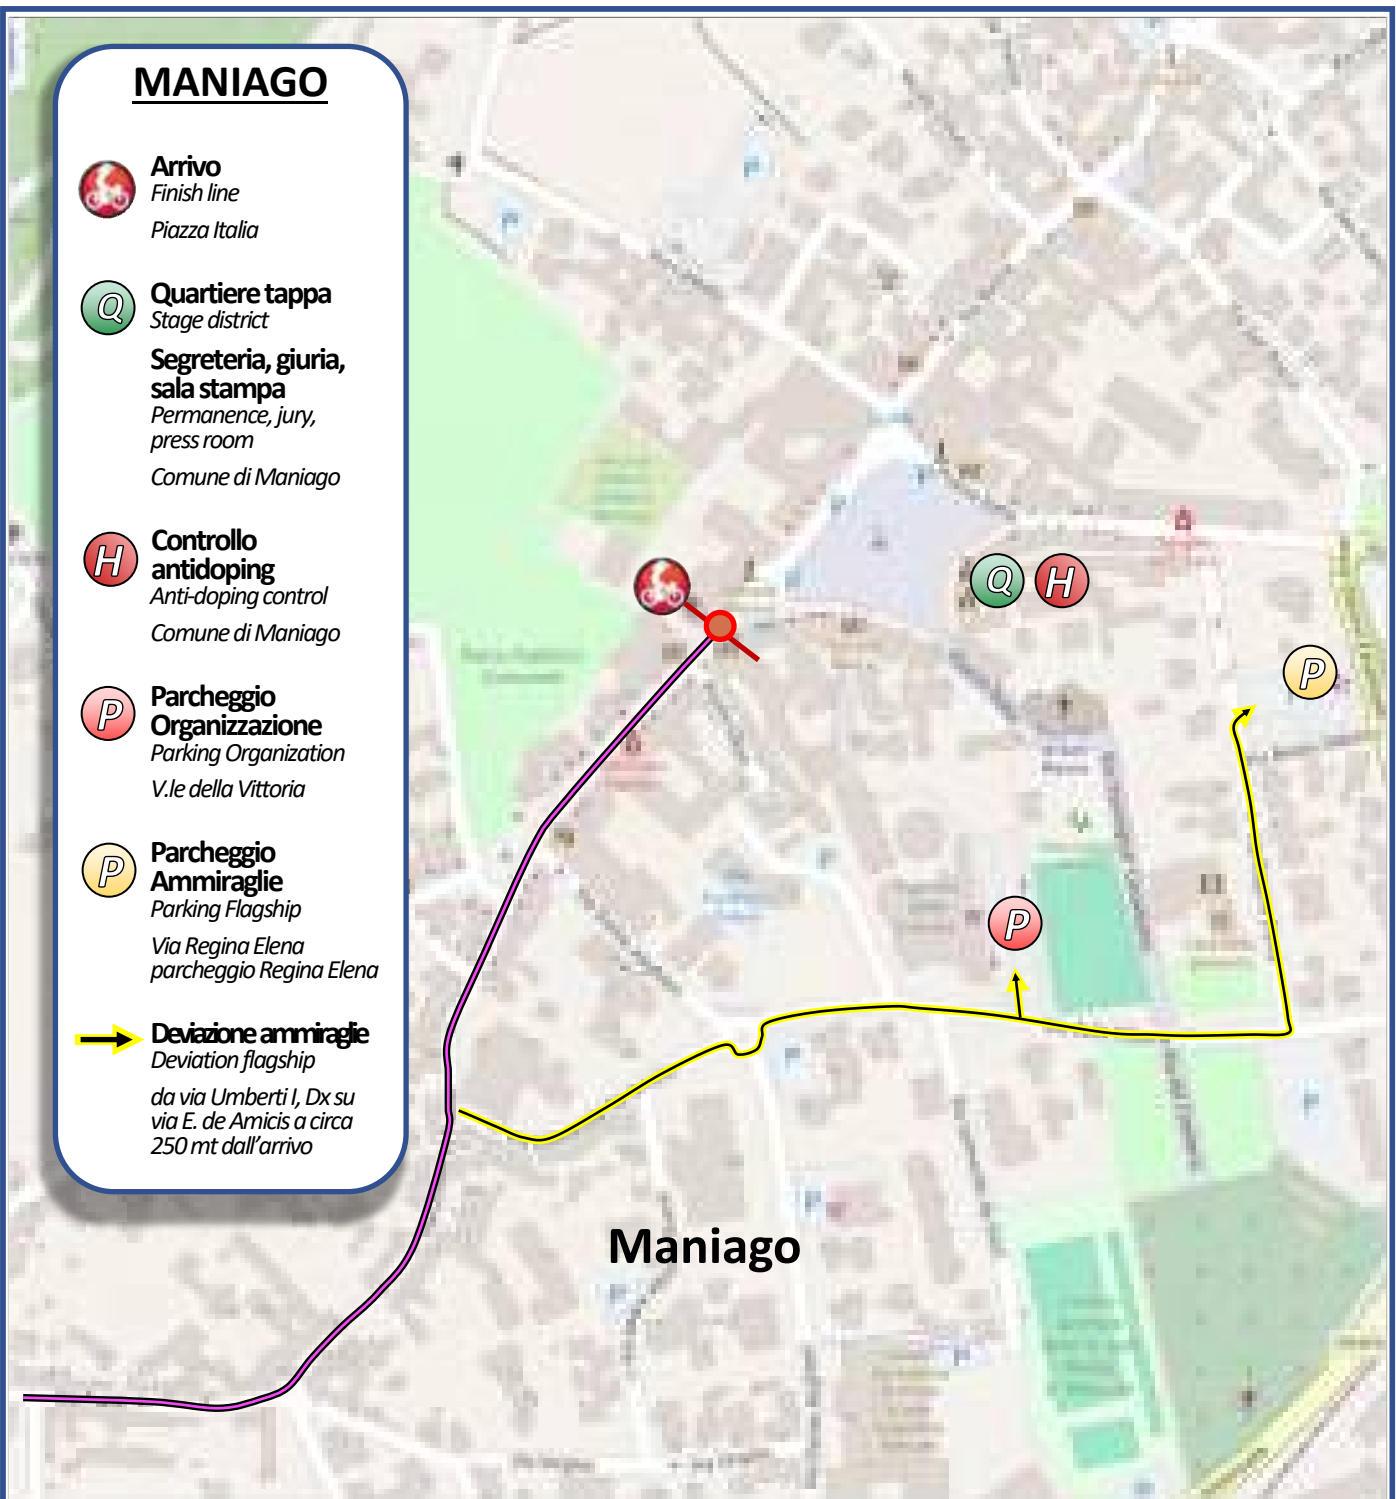 MANIAGO
Arrivo
Finish line
Piazza Italia
Q
Quartiere tappa
Stage district
Segreteria, giuria,
sala stampa
Permanence, jury,
press room
Comune di Maniago
H
Controllo
antidoping
Anti-doping control
Comune di Maniago
P
Parcheggio
Organizzazione
Parking Organization
V.le della Vittoria
P
Parcheggio
Ammiraglie
Parking Flagship
Via Regina Elena
parcheggio Regina Elena
Deviazione ammiraglie
Deviation flagship
da via Umberti I, Dx su
via E. de Amicis a circa
250 mt dall'arrivo
Q H
P
P
Maniago